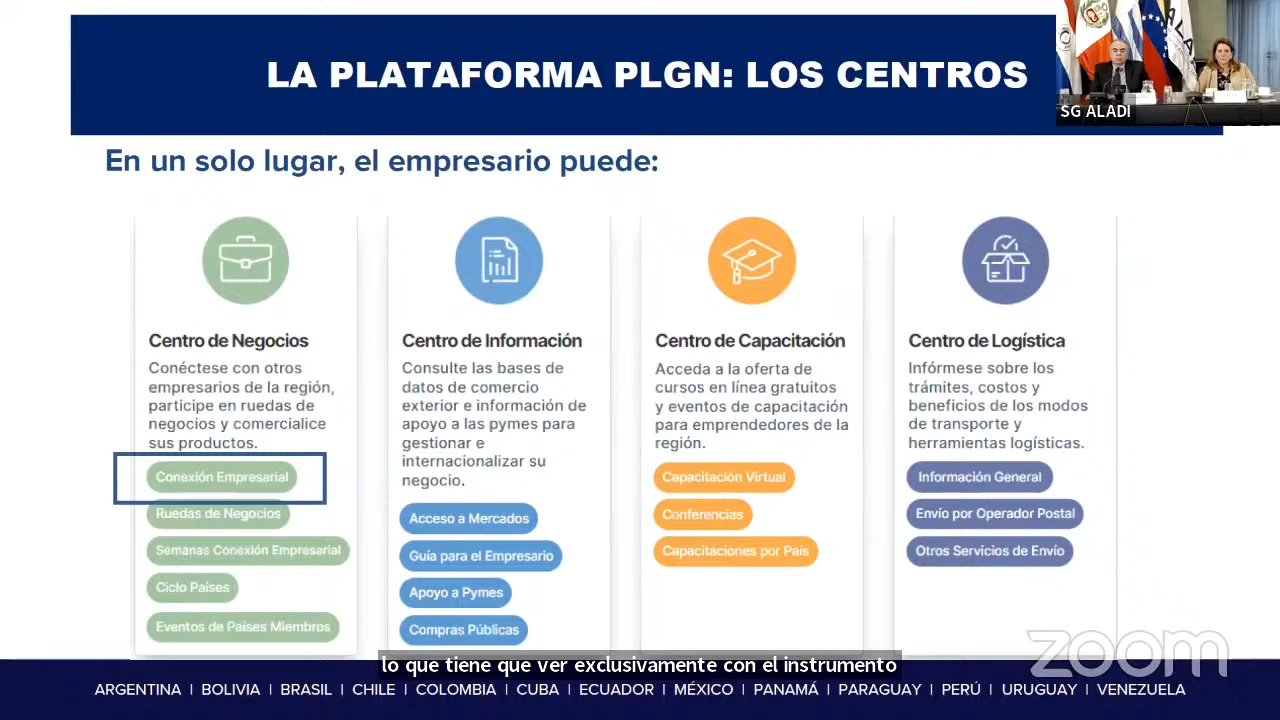 LA PLATAFORMA PLGN: LOS CENTROS
SG ALADI
En un solo lugar, el empresario puede:
Centro de Negocios
Conéctese con otros
empresarios de la región,
participe en ruedas de
negocios y comercialice
sus productos.
Conexión Empresarial
Ruedas de Negocios
Semanas Conexión Empresarial
Ciclo Países
Eventos de Países Miembros
Centro de Información
Consulte las bases de
datos de comercio
exterior e información de
apoyo a las pymes para
gestionar e
internacionalizar su
negocio.
Acceso a Mercados
Guía para el Empresario
Apoyo a Pymes
Compras Públicas
Centro de Capacitación
Acceda a la oferta de
cursos en línea gratuitos
y eventos de capacitación
para emprendedores de la
región.
Capacitación Virtual
Conferencias
Capacitaciones por País
Centro de Logística
Infórmese sobre los
trámites, costos y
beneficios de los modos
de transporte y
herramientas logísticas.
Información General
Envío por Operador Postal
Otros Servicios de Envío
zoom
lo que tiene que ver exclusivamente con el instrumento
ARGENTINA | BOLIVIA | BRASIL | CHILE | COLOMBIA | CUBA | ECUADOR | MÉXICO | PANAMÁ | PARAGUAY | PERÚ | URUGUAY | VENEZUELA